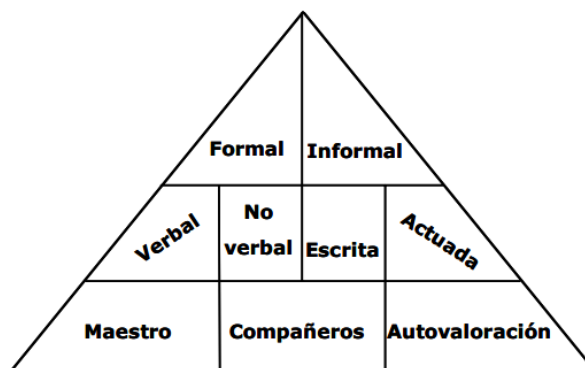 Formal
Informal
Verbal
No
verbal
Escrita
Actuada
Maestro
Compañeros
Autovaloración